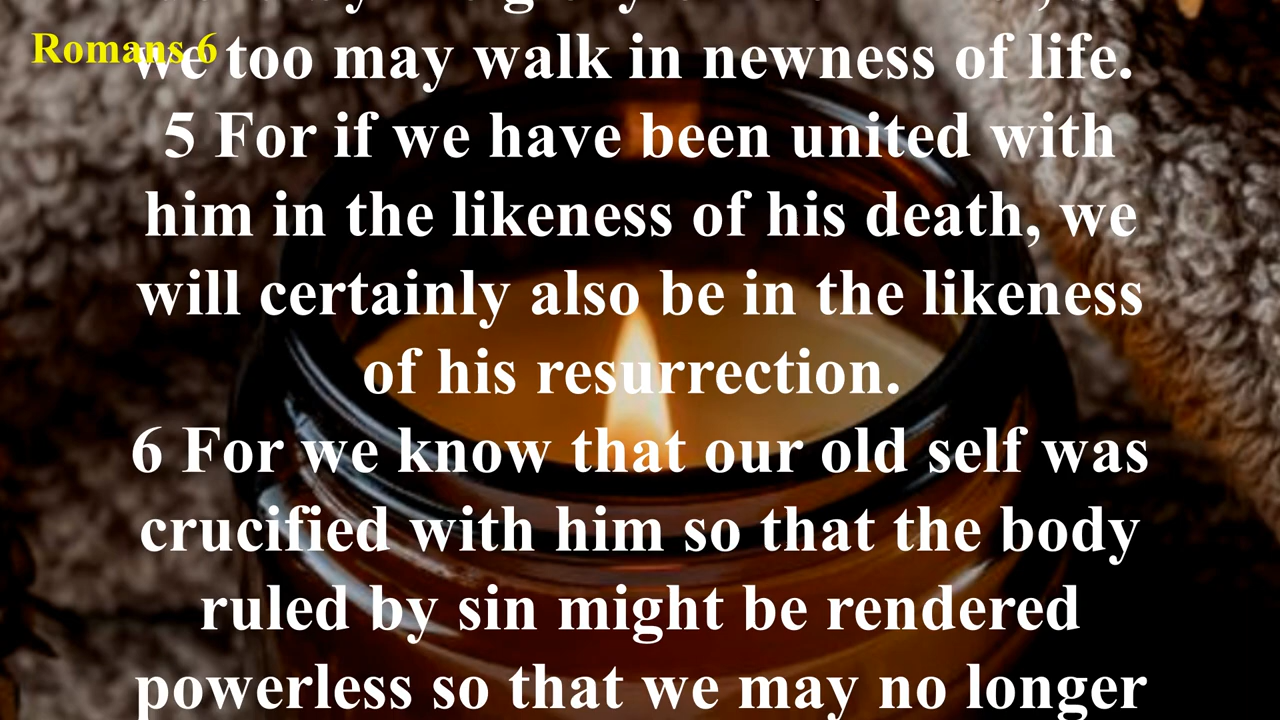 Romans 6
we too may walk in newness of life.
5 For if we have been united with
him in the likeness of his death, we
will certainly also be in the likeness
of his resurrection.
6 For we know that our old self was
crucified with him so that the body
ruled by sin might be rendered
powerless so that we may no longer